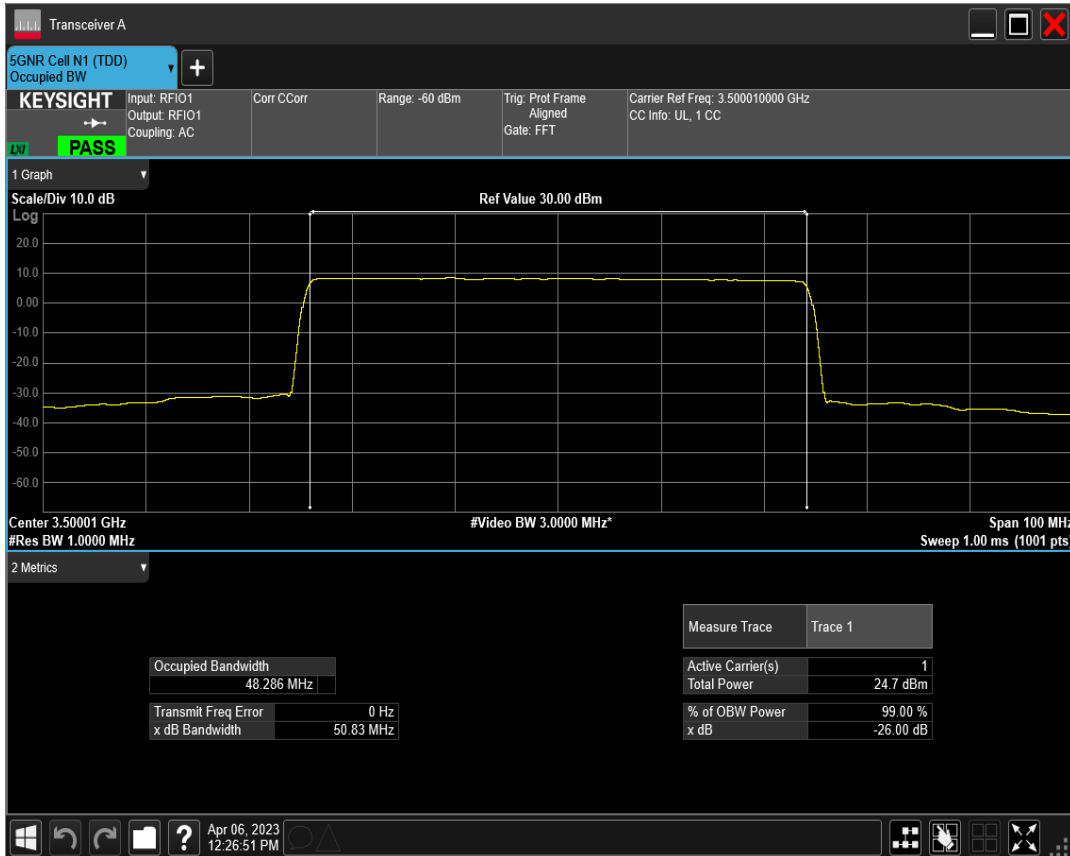 Transceiver A
5GNR Cell N1 (TDD)
Occupied BW
+
KEYSIGHT
LXI
PASS
Input: RFIO1
Output: RFIO1
Coupling: AC
Corr CCorr
Range: -60 dBm
Trig: Prot Frame
Aligned
Gate: FFT
Carrier Ref Freq: 3.500010000 GHz
CC Info: UL, 1 CC
1 Graph
Scale/Div 10.0 dB
Ref Value 30.00 dBm
Log
20.0
10.0
0.00
-10.0
-20.0
-30.0
-40.0
-50.0
-60.0
Center 3.50001 GHz
#Video BW 3.0000 MHz*
Span 100 MHz
#Res BW 1.0000 MHz
Sweep 1.00 ms (1001 pts)
2 Metrics
Measure Trace Trace 1
Occupied Bandwidth
48.286 MHz
Active Carrier(s) 1
Total Power 24.7 dBm
Transmit Freq Error 0 Hz
x dB Bandwidth 50.83 MHz
% of OBW Power 99.00 %
x dB -26.00 dB
?
Apr 06, 2023
12:26:51 PM